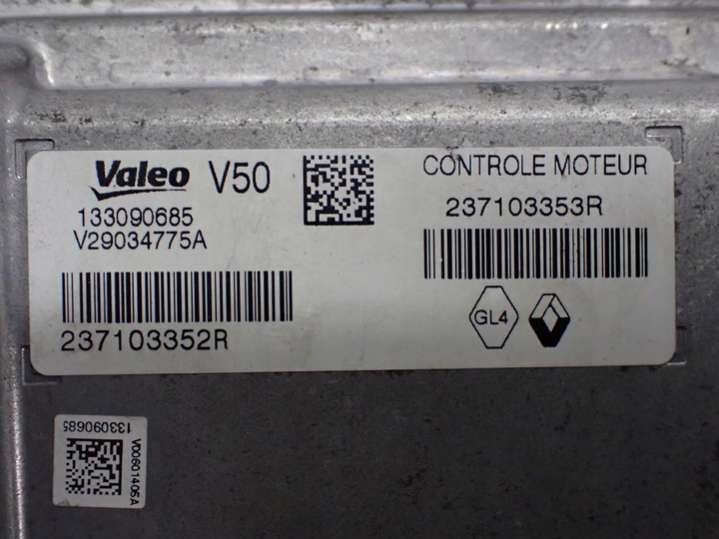 Valeo V50
133090685
V29034775A
237103352R
CONTROLE MOTEUR
237103353R
GL4
133090685
V00601405A